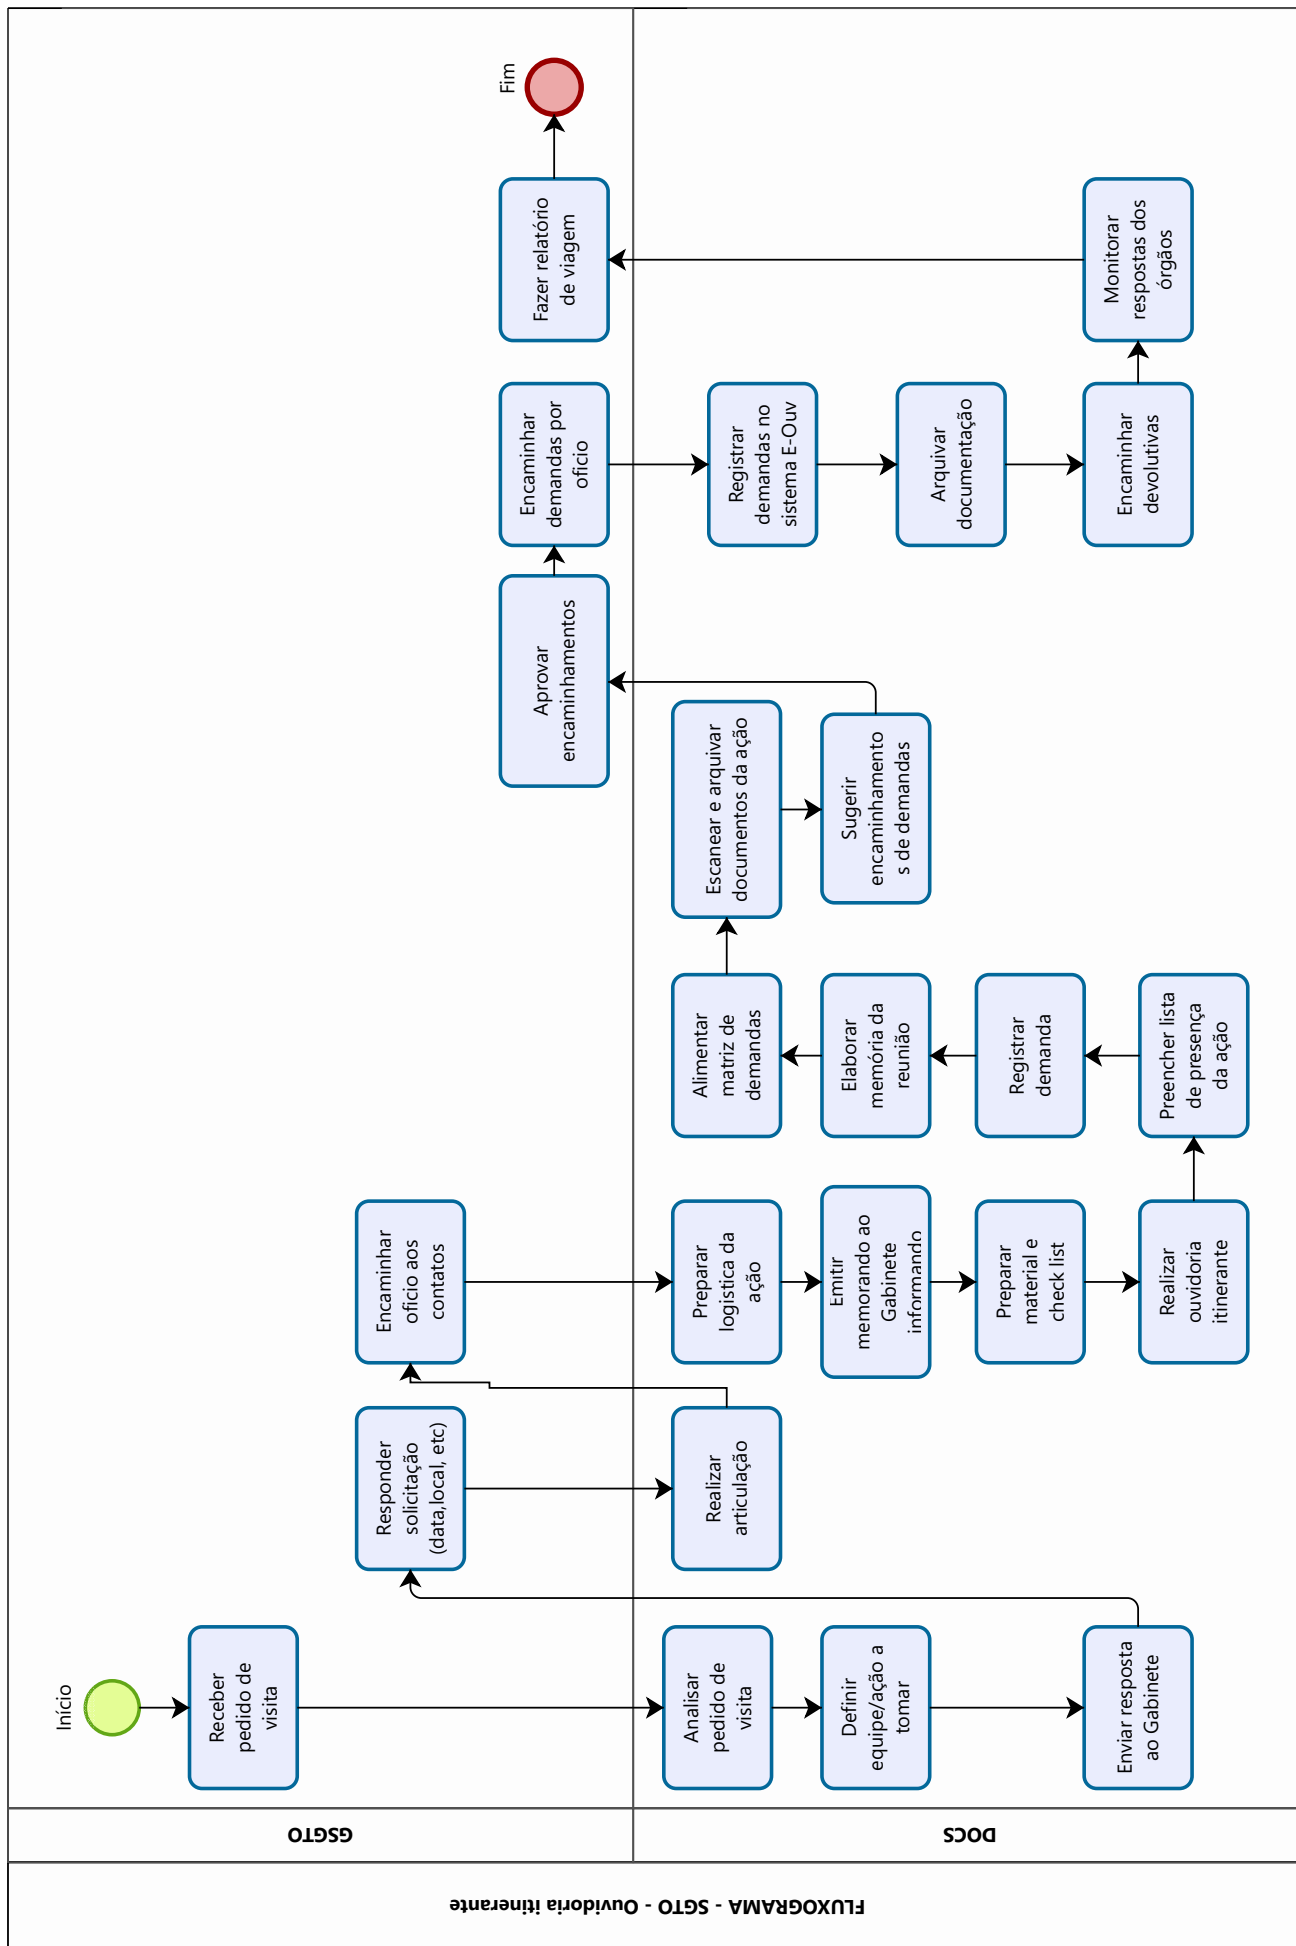 FLUXOGRAMA - SGTO - Ouvidoria itinerante
GSGTO
DOCS
Início
Receber
pedido de
visita
Analisar
pedido de
visita
Definir
equipe/ação a
tomar
Enviar resposta
ao Gabinete
Responder
solicitação
(data,local, etc)
Realizar
articulação
Encaminhar
oficio aos
contatos
Preparar
logistica da
ação
Emitir
memorando ao
Gabinete
informando
Preparar
material e
check list
Realizar
ouvidoria
itinerante
Preencher lista
de presença
da ação
Registrar
demanda
Elaborar
memória da
reunião
Alimentar
matriz de
demandas
Escanear e arquivar
documentos da ação
Sugerir
encaminhamento
s de demandas
Aprovar
encaminhamentos
Encaminhar
demandas por
oficio
Registrar
demandas no
sistema E-Ouv
Arquivar
documentação
Encaminhar
devolutivas
Monitorar
respostas dos
órgãos
Fazer relatório
de viagem
Fim